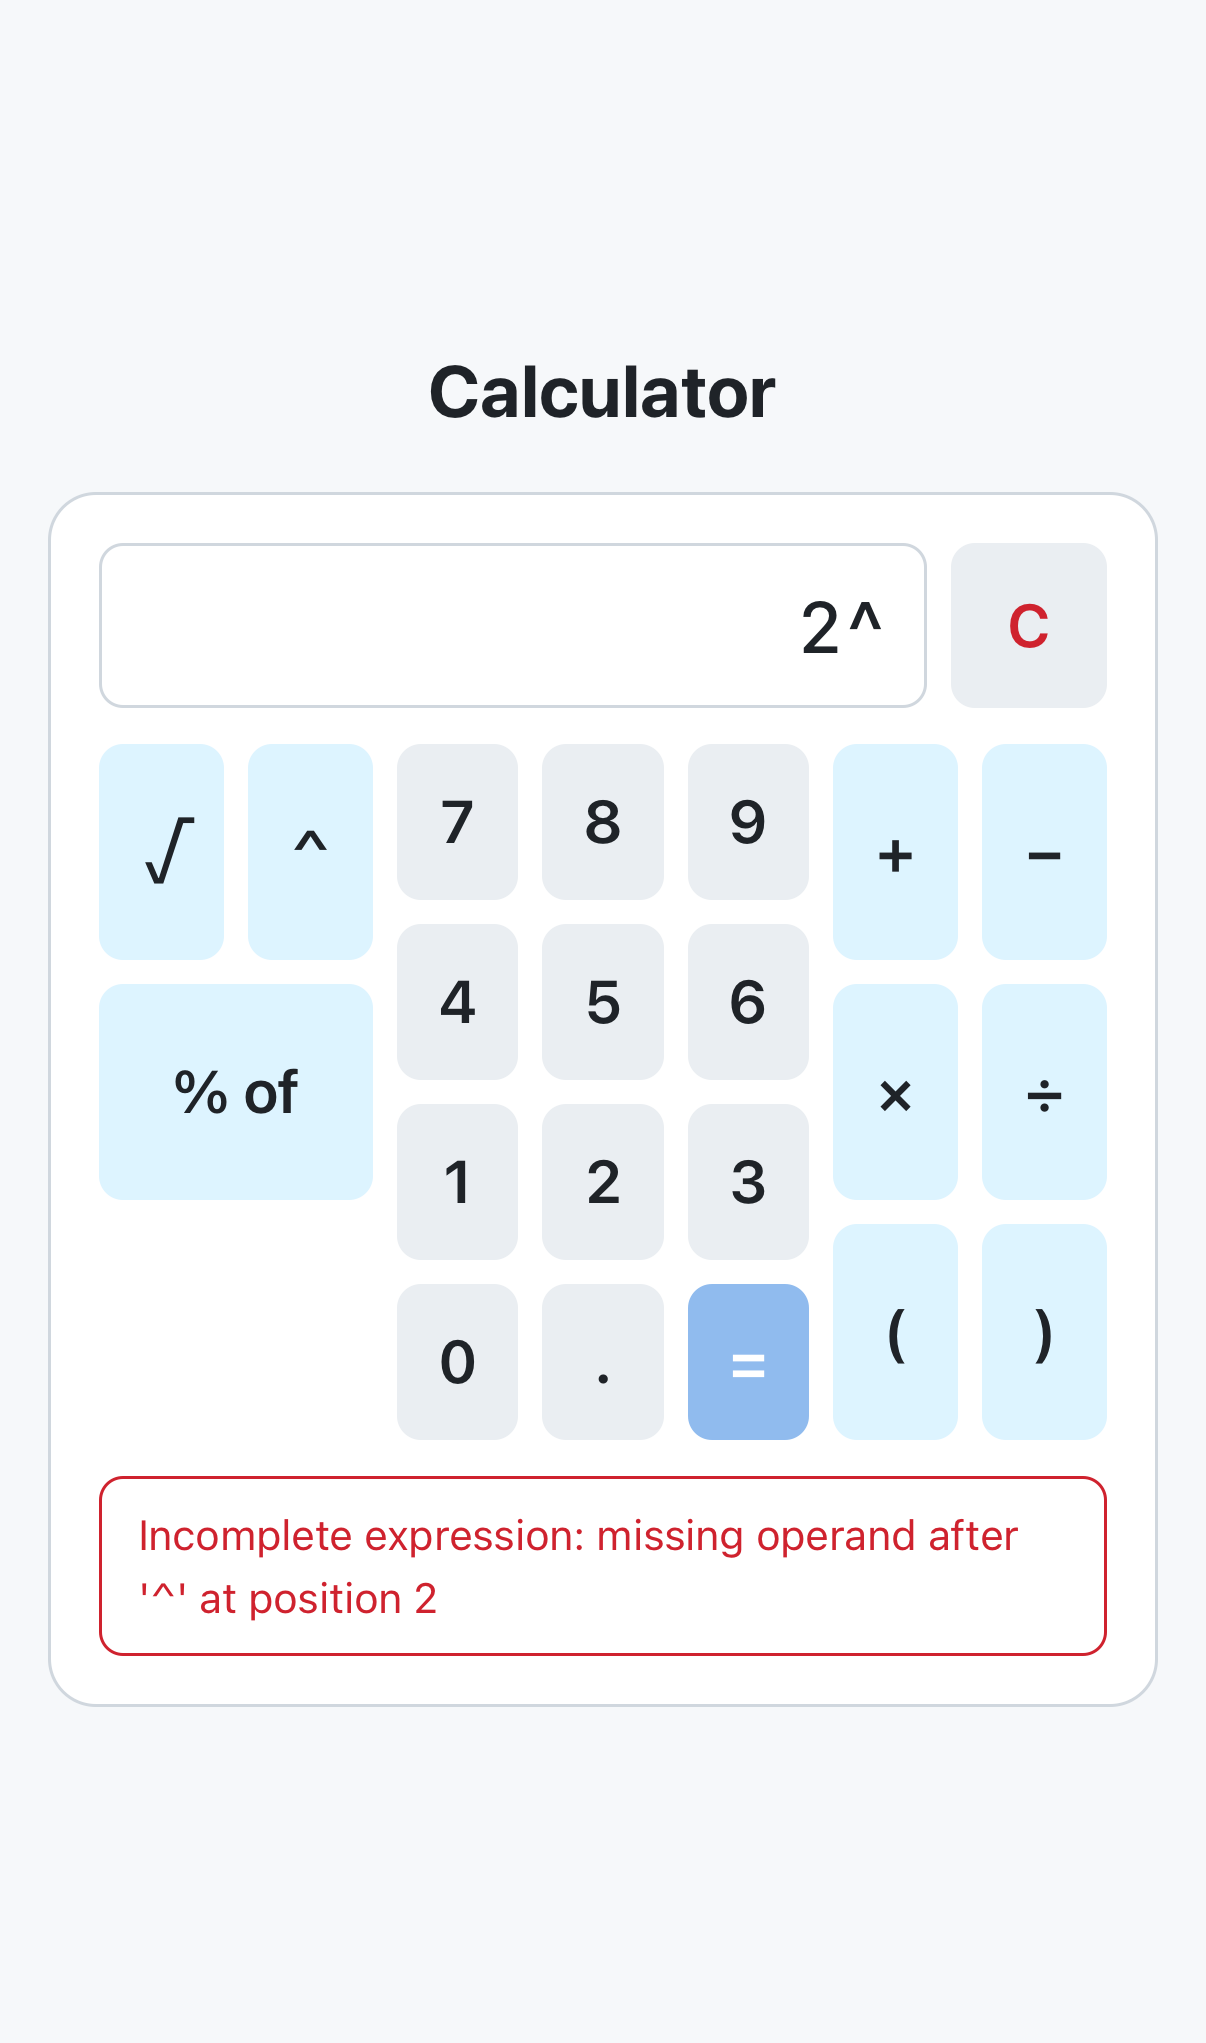 Calculator
2^
C
√ ^ 7 8 9 + −
4 5 6
% of × ÷
1 2 3
( )
0 . =
Incomplete expression: missing operand after
'^' at position 2